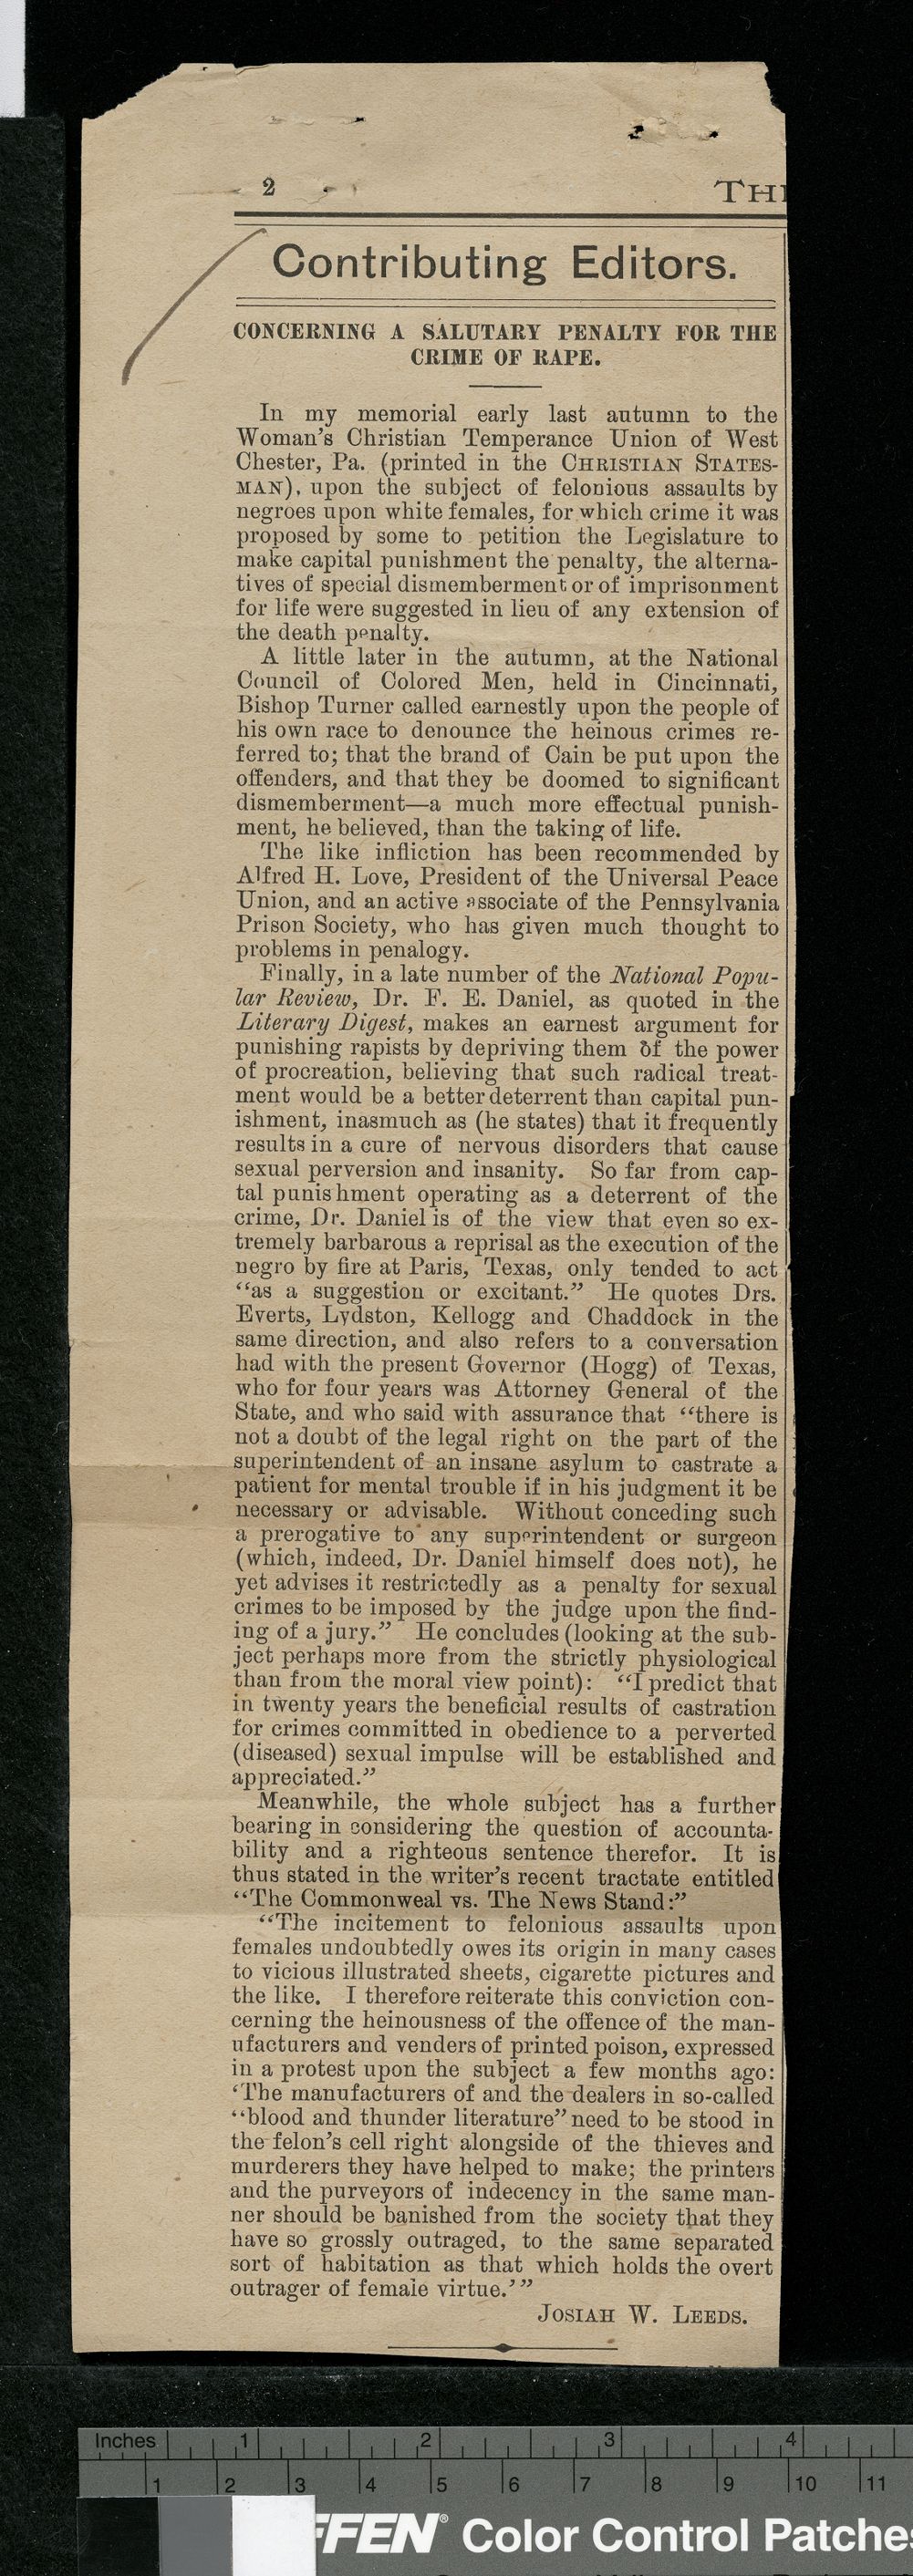 2
THE
Contributing Editors.
CONCERNING A SALUTARY PENALTY FOR THE
CRIME OF RAPE.
In my memorial early last autumn to the
Woman's Christian Temperance Union of West
Chester, Pa. (printed in the CHRISTIAN STATES-
MAN), upon the subject of felonious assaults by
negroes upon white females, for which crime it was
proposed by some to petition the Legislature to
make capital punishment the penalty, the alterna-
tives of special dismemberment or of imprisonment
for life were suggested in lieu of any extension of
the death penalty.
A little later in the autumn, at the National
Council of Colored Men, held in Cincinnati,
Bishop Turner called earnestly upon the people of
his own race to denounce the heinous crimes re-
ferred to; that the brand of Cain be put upon the
offenders, and that they be doomed to significant
dismemberment—a much more effectual punish-
ment, he believed, than the taking of life.
The like infliction has been recommended by
Alfred H. Love, President of the Universal Peace
Union, and an active associate of the Pennsylvania
Prison Society, who has given much thought to
problems in penalogy.
Finally, in a late number of the National Popu-
lar Review, Dr. F. E. Daniel, as quoted in the
Literary Digest, makes an earnest argument for
punishing rapists by depriving them of the power
of procreation, believing that such radical treat-
ment would be a better deterrent than capital pun-
ishment, inasmuch as (he states) that it frequently
results in a cure of nervous disorders that cause
sexual perversion and insanity. So far from cap-
tal punishment operating as a deterrent of the
crime, Dr. Daniel is of the view that even so ex-
tremely barbarous a reprisal as the execution of the
negro by fire at Paris, Texas, only tended to act
"as a suggestion or excitant." He quotes Drs.
Everts, Lydston, Kellogg and Chaddock in the
same direction, and also refers to a conversation
had with the present Governor (Hogg) of Texas,
who for four years was Attorney General of the
State, and who said with assurance that "there is
not a doubt of the legal right on the part of the
superintendent of an insane asylum to castrate a
patient for mental trouble if in his judgment it be
necessary or advisable. Without conceding such
a prerogative to any superintendent or surgeon
(which, indeed, Dr. Daniel himself does not), he
yet advises it restrictedly as a penalty for sexual
crimes to be imposed by the judge upon the find-
ing of a jury." He concludes (looking at the sub-
ject perhaps more from the strictly physiological
than from the moral view point): "I predict that
in twenty years the beneficial results of castration
for crimes committed in obedience to a perverted
(diseased) sexual impulse will be established and
appreciated."
Meanwhile, the whole subject has a further
bearing in considering the question of accounta-
bility and a righteous sentence therefor. It is
thus stated in the writer's recent tractate entitled
"The Commonweal vs. The News Stand:"
"The incitement to felonious assaults upon
females undoubtedly owes its origin in many cases
to vicious illustrated sheets, cigarette pictures and
the like. I therefore reiterate this conviction con-
cerning the heinousness of the offence of the man-
ufacturers and venders of printed poison, expressed
in a protest upon the subject a few months ago:
'The manufacturers of and the dealers in so-called
"blood and thunder literature" need to be stood in
the felon's cell right alongside of the thieves and
murderers they have helped to make; the printers
and the purveyors of indecency in the same man-
ner should be banished from the society that they
have so grossly outraged, to the same separated
sort of habitation as that which holds the overt
outrager of female virtue.'"
JOSIAH W. LEEDS.
Inches 1 2 3 4
1 2 3 4 5 6 7 8 9 10 11
FFEN® Color Control Patches